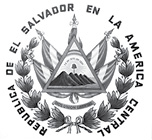 REPUBLICA DE EL SALVADOR EN LA AMERICA CENTRAL